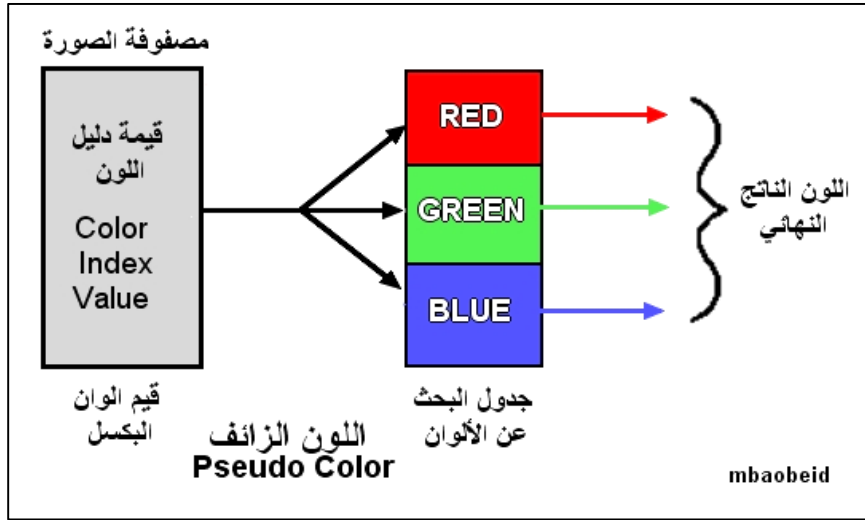 مصفوفة الصورة
قيمة دليل
اللون
Color
Index
Value
قيم الوان
البكسل
RED
GREEN
BLUE
جدول البحث
عن الألوان
اللون الناتج
النهائي
اللون الزائف
Pseudo Color
mbaobeid